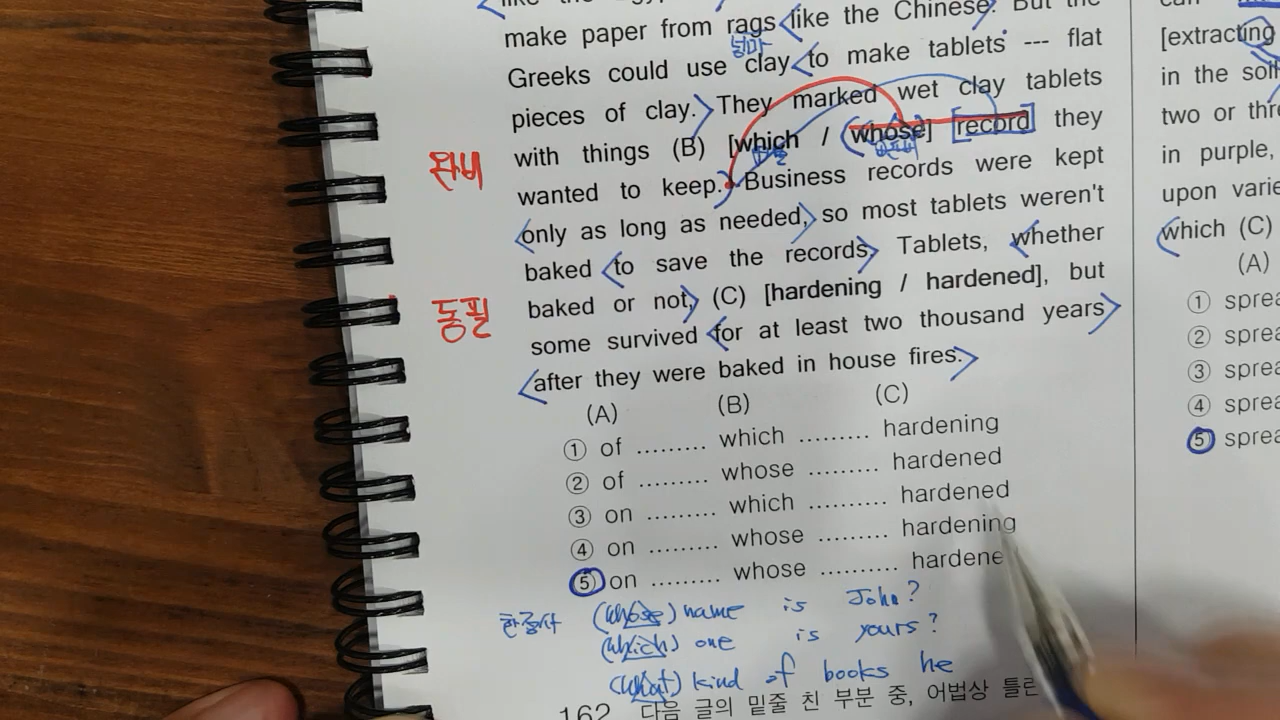 like the
make paper from rags like the Chinese. But the
넝마
Greeks could use clay to make tablets --- flat
pieces of clay. They marked wet clay tablets
with things (B) [which / whose] [record] they
완비
wanted to keep. Business records were kept
only as long as needed, so most tablets weren't
baked to save the records. Tablets, whether
baked or not, (C) [hardening / hardened], but
동필
some survived for at least two thousand years
after they were baked in house fires.
(A) (B) (C)
① of ......... which ......... hardening
② of ......... whose ......... hardened
③ on ......... which .......... hardened
④ on ......... whose ......... hardening
⑤ on ......... whose .......... hardene
(whose) name is John?
(which) one is yours?
(what) kind of books he
162 다음 글의 밑줄 친 부분 중, 어법상 틀린
[extracting
in the soil
two or thr
in purple,
upon varie
which (C)
(A)
① sprea
② sprea
③ sprea
④ sprea
⑤ sprea